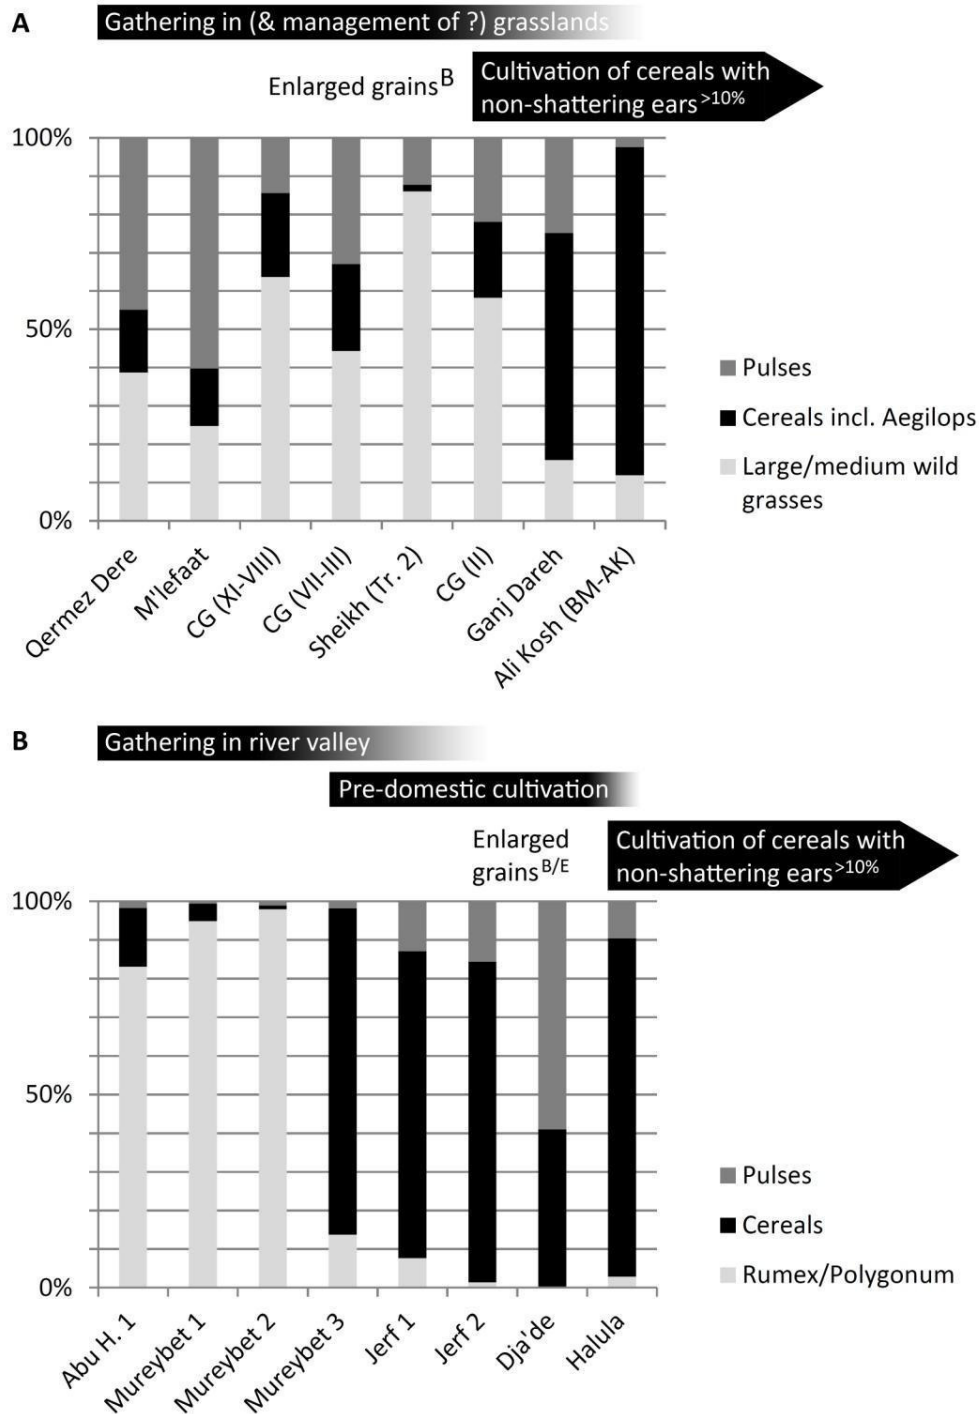 A
Gathering in (& management of ?) grasslands
Enlarged grains^B
Cultivation of cereals with
non-shattering ears^>10%
100%
50%
0%
Pulses
Cereals incl. Aegilops
Large/medium wild
grasses
Qermez Dere
M'lefaat
CG (XI-VIII)
CG (VII-III)
Sheikh (Tr. 2)
CG (II)
Ganj Dareh
Ali Kosh (BM-AK)
B
Gathering in river valley
Pre-domestic cultivation
Enlarged
grains^B/E
Cultivation of cereals with
non-shattering ears^>10%
100%
50%
0%
Pulses
Cereals
Rumex/Polygonum
Abu H. 1
Mureybet 1
Mureybet 2
Mureybet 3
Jerf 1
Jerf 2
Dja'de
Halula